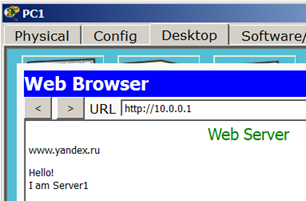 PC1
Physical Config Desktop Software/
Web Browser
< > URL http://10.0.0.1
Web Server
www.yandex.ru
Hello!
I am Server1